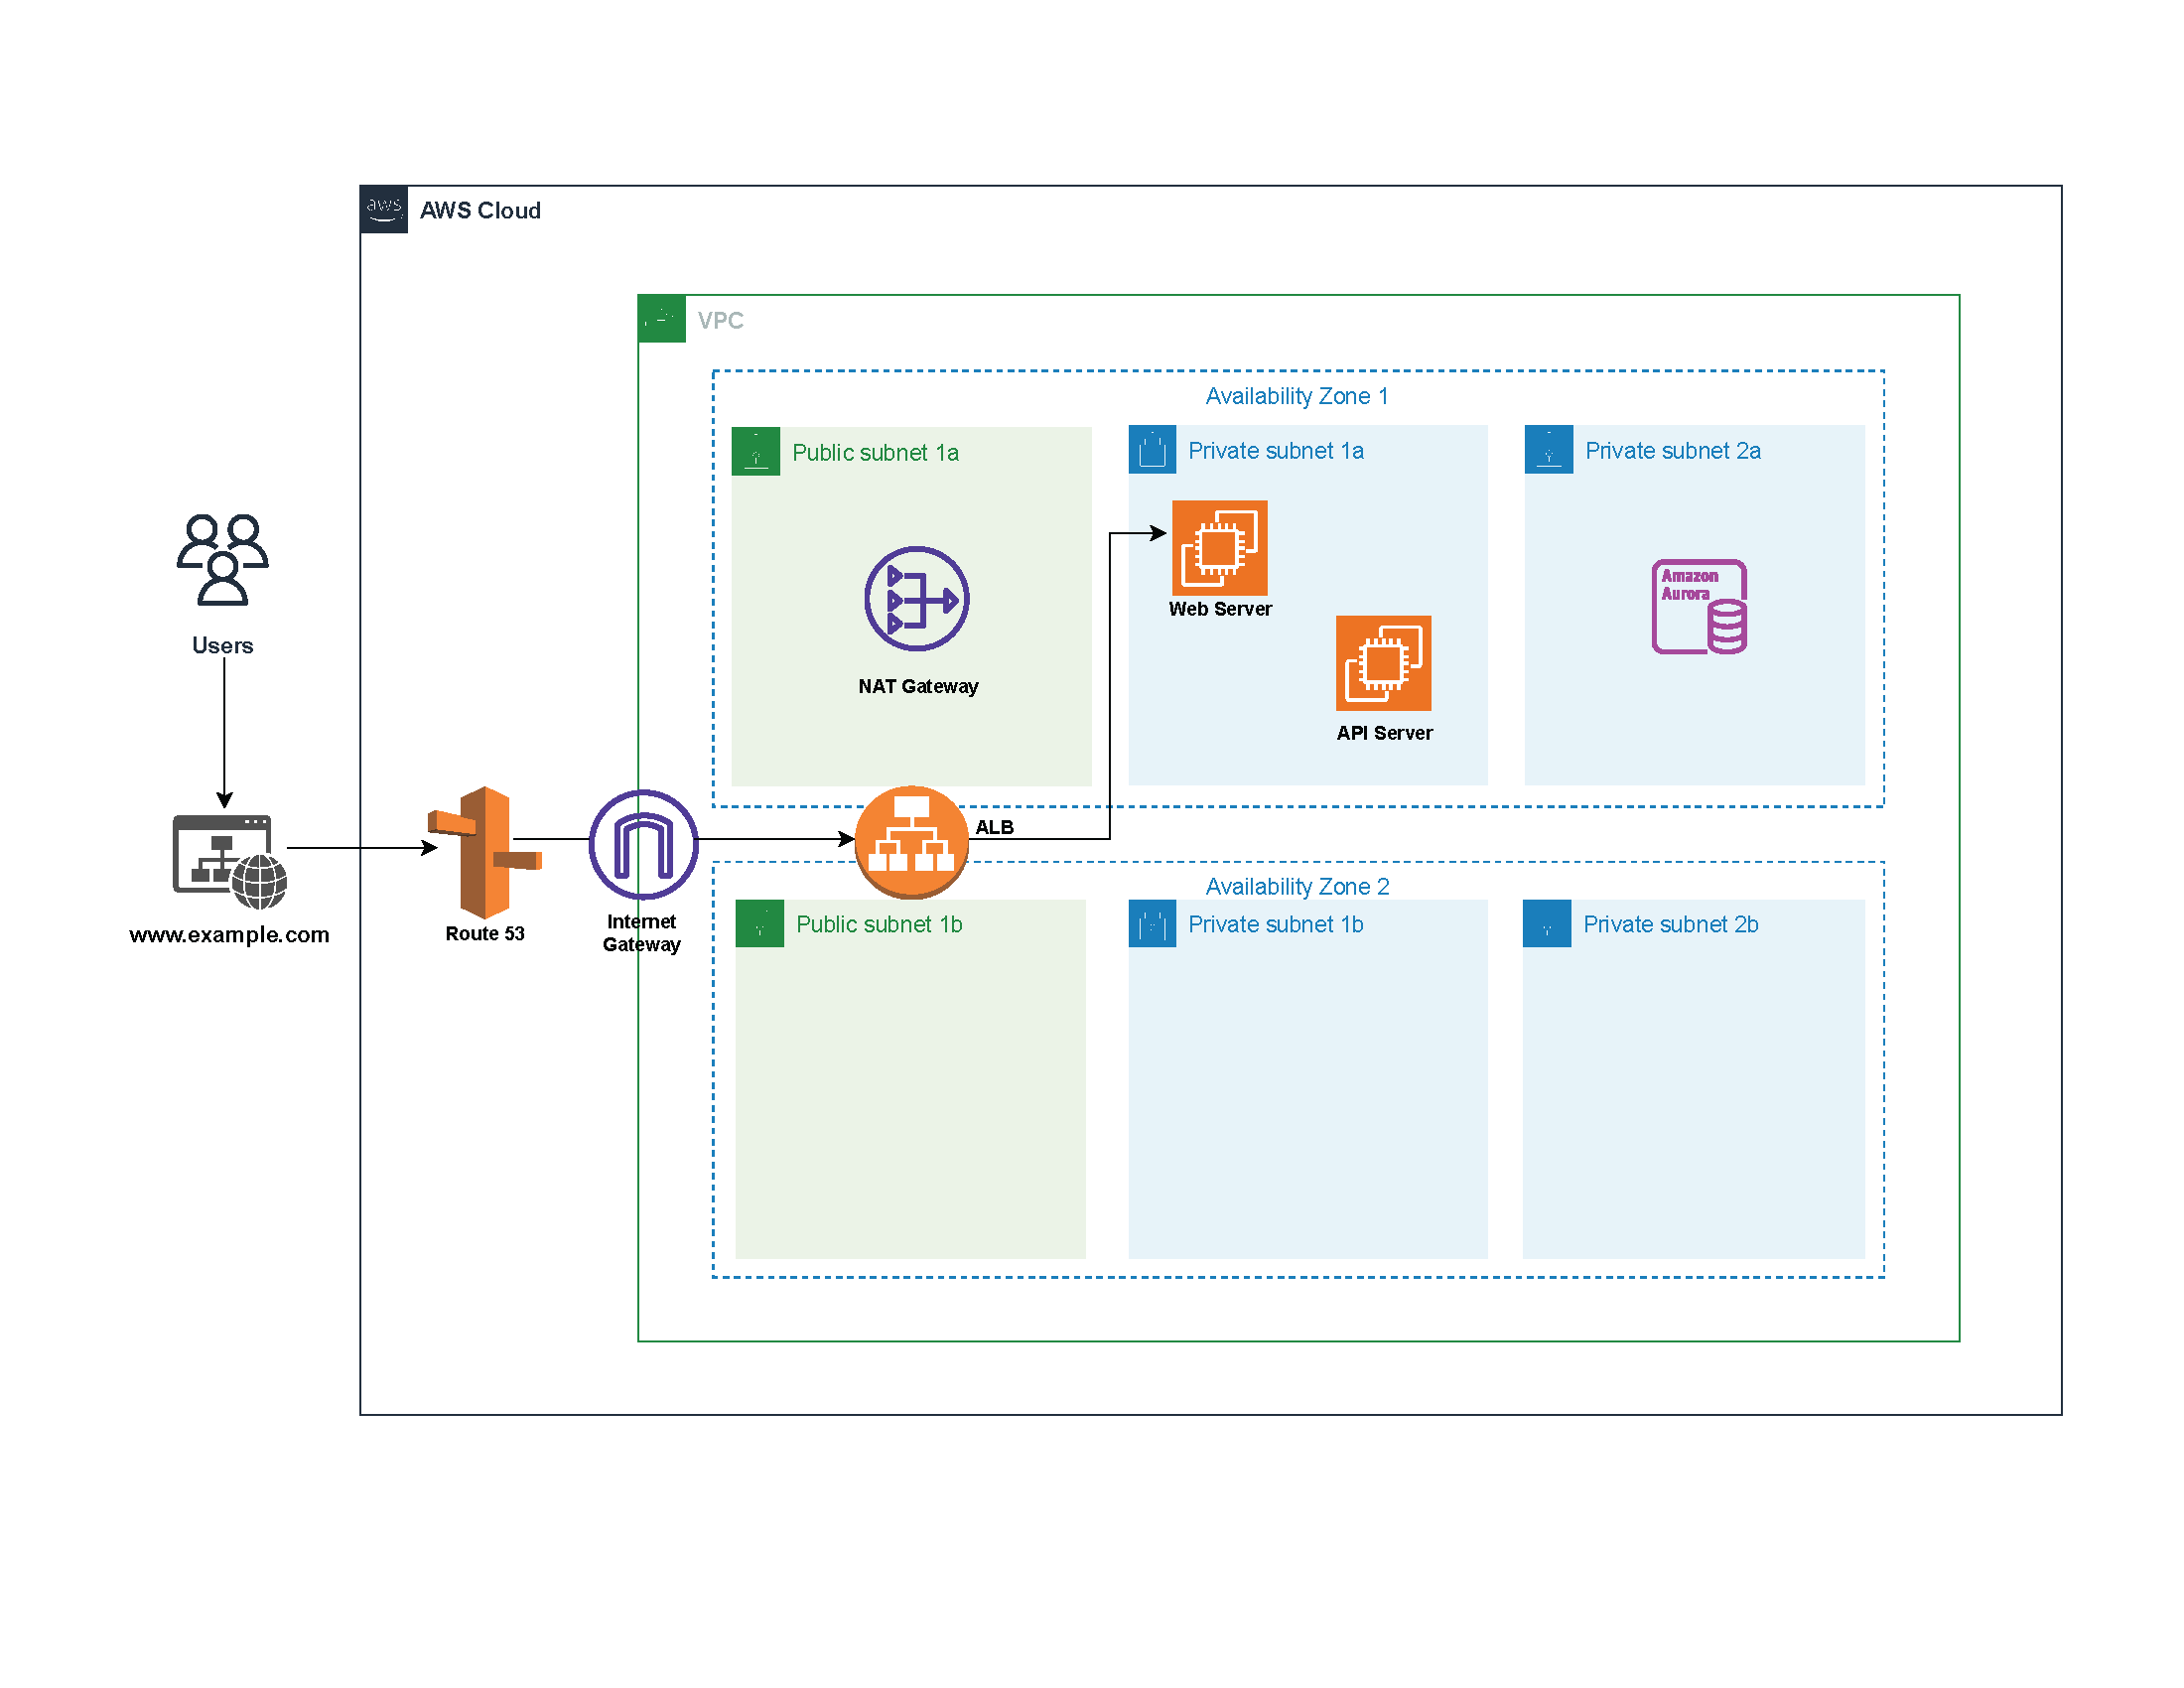 aws
AWS Cloud
VPC
Availability Zone 1
Public subnet 1a
Private subnet 1a
Private subnet 2a
Web Server
Amazon
Aurora
Users
NAT Gateway
API Server
ALB
www.example.com
Route 53
Internet
Gateway
Availability Zone 2
Public subnet 1b
Private subnet 1b
Private subnet 2b